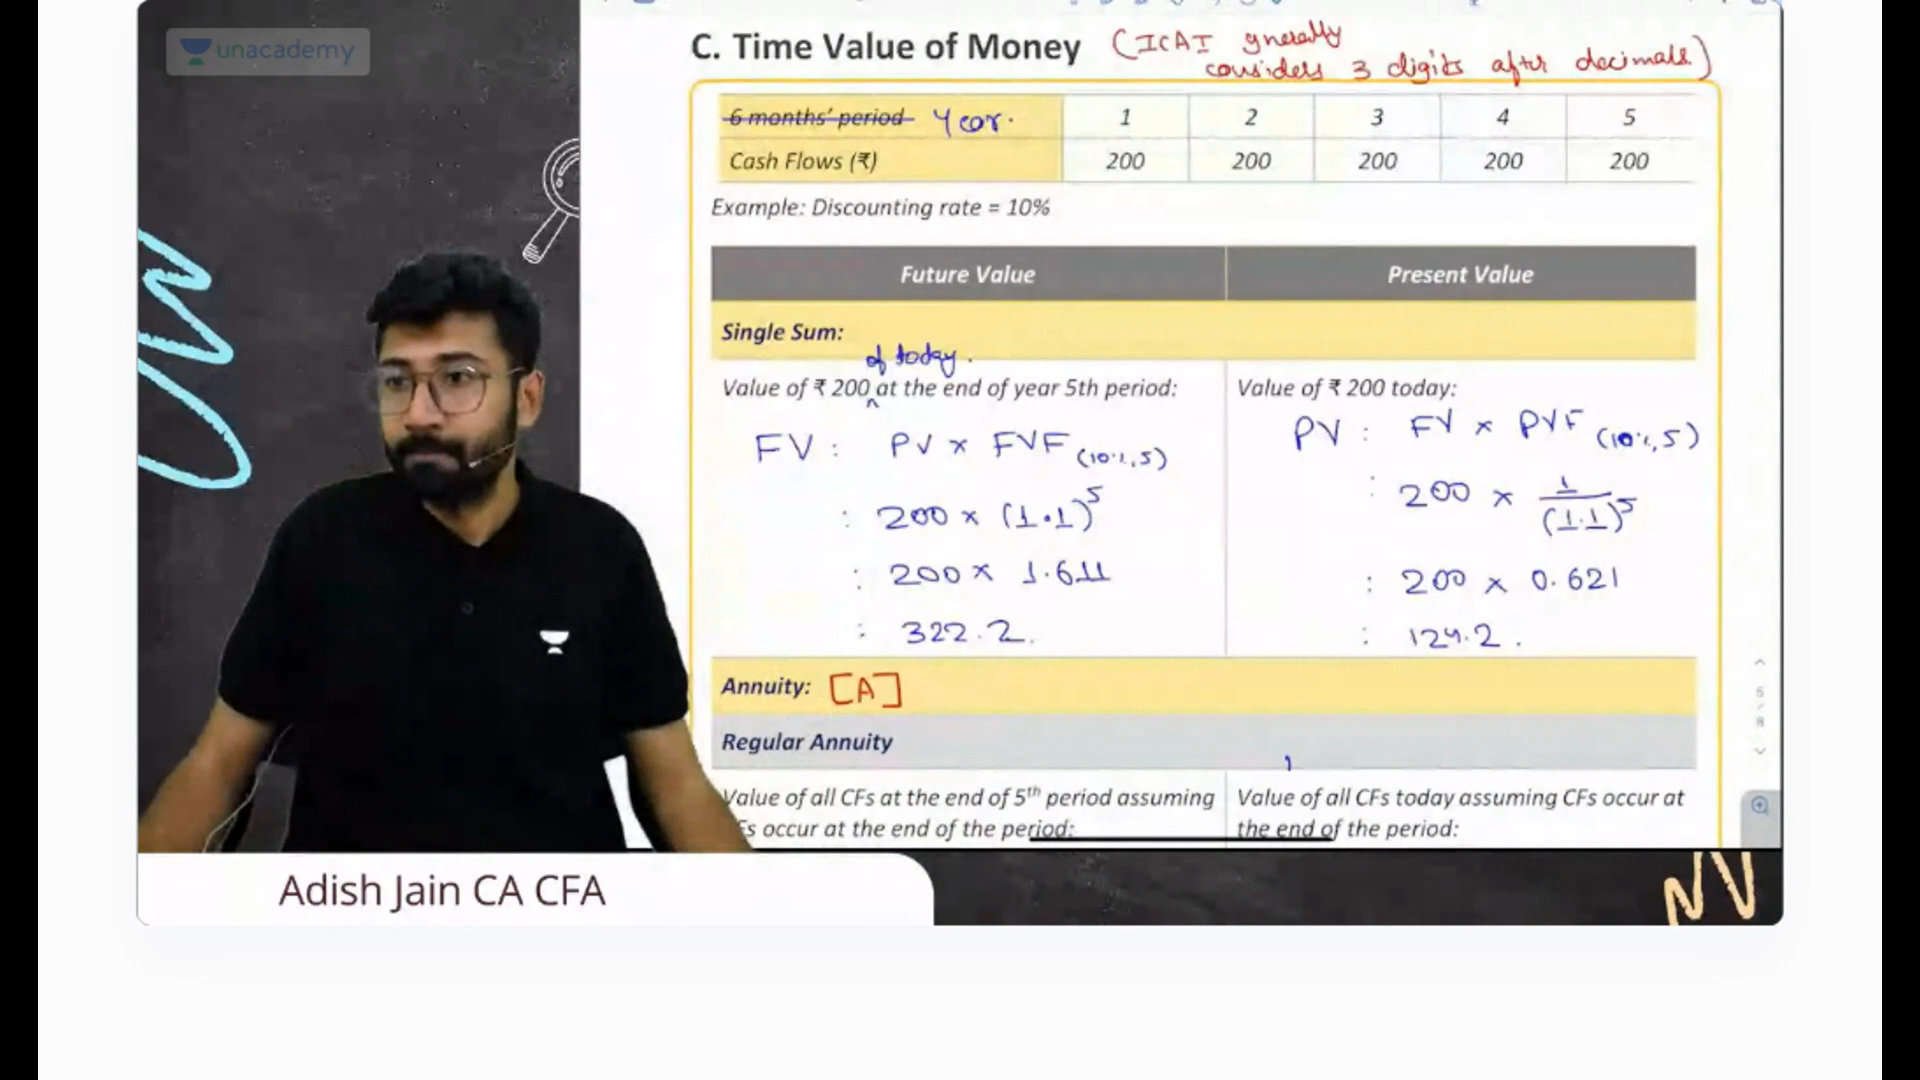 unacademy
C. Time Value of Money (ICAI generally
considers 3 digits after decimals)
6 months' period Year. 1 2 3 4 5
Cash Flows (₹) 200 200 200 200 200
Example: Discounting rate = 10%
Future Value Present Value
Single Sum:
of today.
Value of ₹ 200 at the end of year 5th period:
FV : PV × FVF (10%, 5)
: 200 × (1.1)^5
: 200 × 1.611
: 322.2.
Value of ₹ 200 today:
PV : FV × PVF (10%, 5)
: 200 × 1/(1.1)^5
: 200 × 0.621
: 124.2.
Annuity: [A]
Regular Annuity
Value of all CFs at the end of 5th period assuming
Fs occur at the end of the period:
Value of all CFs today assuming CFs occur at
the end of the period:
Adish Jain CA CFA